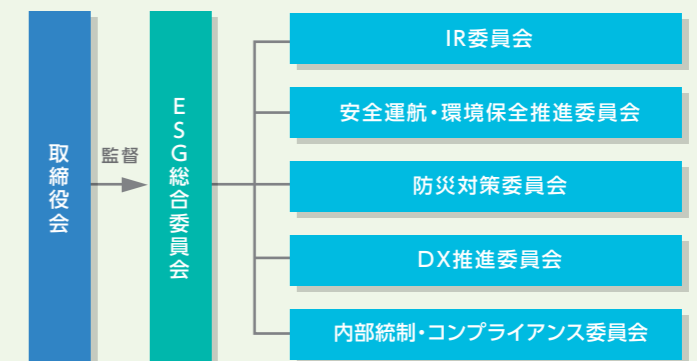 取締役会
監督
ESG総合委員会
IR委員会
安全運航・環境保全推進委員会
防災対策委員会
DX推進委員会
内部統制・コンプライアンス委員会